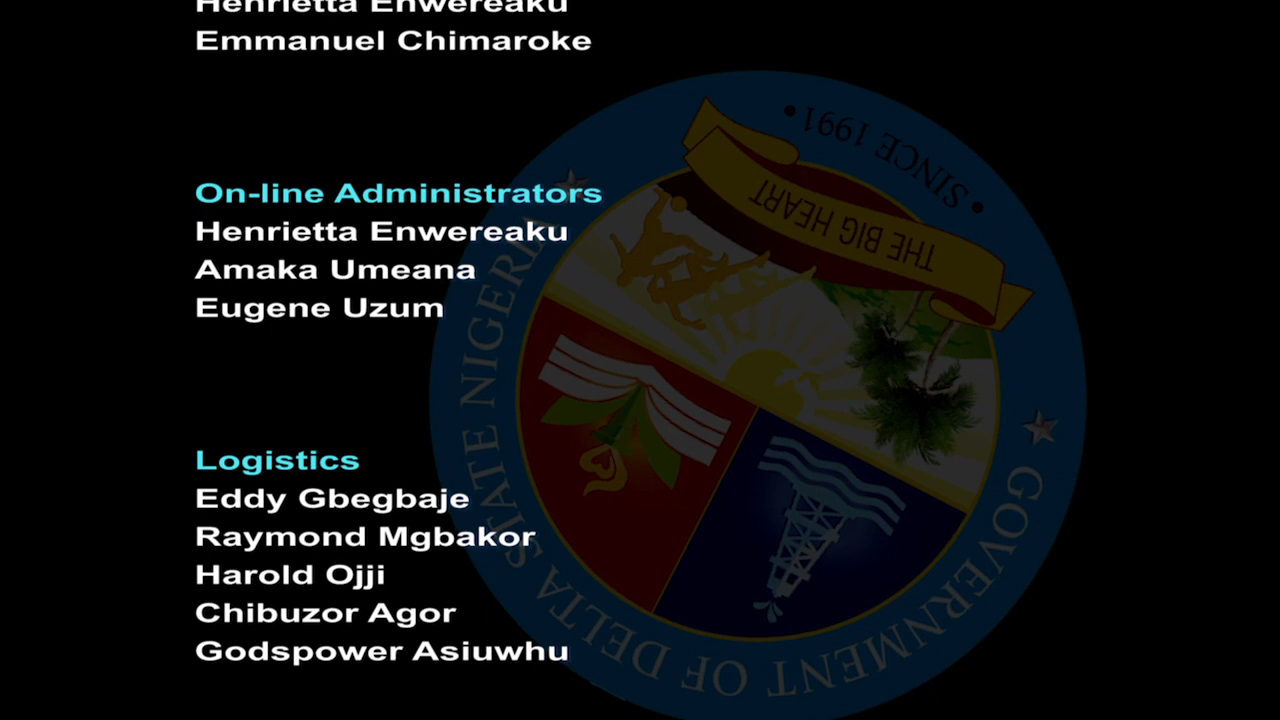 Henrietta Enwereaku
Emmanuel Chimaroke
On-line Administrators
Henrietta Enwereaku
Amaka Umeana
Eugene Uzum
Logistics
Eddy Gbegbaje
Raymond Mgbakor
Harold Ojji
Chibuzor Agor
Godspower Asiuwhu
GOVERNMENT OF DELTA STATE NIGERIA
• SINCE 1991 •
THE BIG HEART